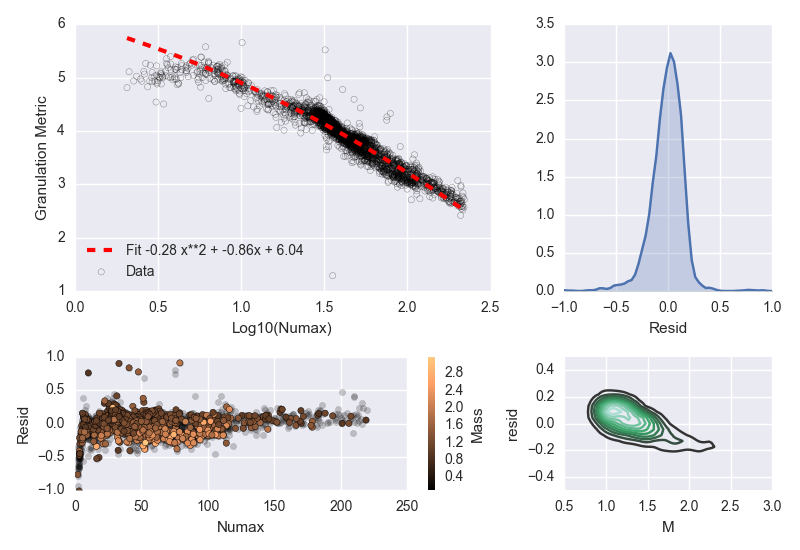 6
5
4
3
2
1
Granulation Metric
Fit -0.28 x**2 + -0.86x + 6.04
Data
0.0 0.5 1.0 1.5 2.0 2.5
Log10(Numax)
3.5
3.0
2.5
2.0
1.5
1.0
0.5
0.0
−1.0 −0.5 0.0 0.5 1.0
Resid
1.0
0.5
0.0
−0.5
−1.0
Resid
0 50 100 150 200 250
Numax
2.8
2.4
2.0
1.6
1.2
0.8
0.4
Mass
0.4
0.2
0.0
−0.2
−0.4
resid
0.5 1.0 1.5 2.0 2.5 3.0
M